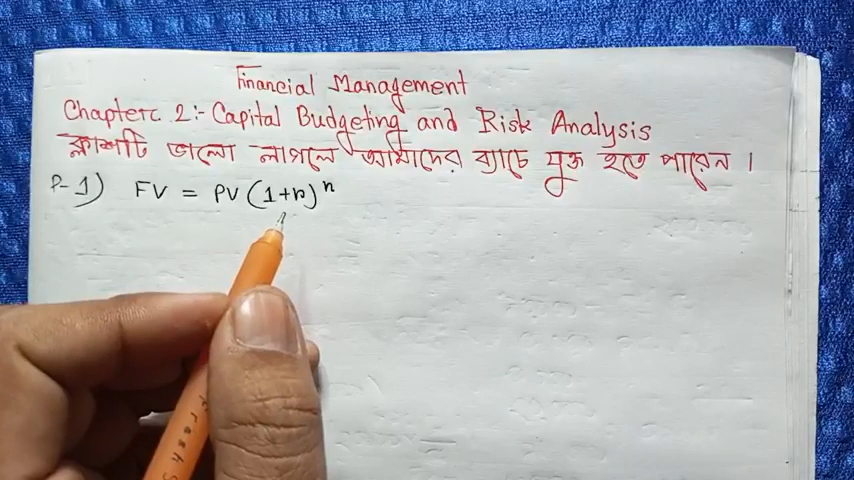 Financial Management
Chapter 2:- Capital Budgeting and Risk Analysis
ক্লাশটি ভালো লাগলে আমাদের ব্যাচে যুক্ত হতে পারেন ।
P-1) FV = PV (1+r)ⁿ